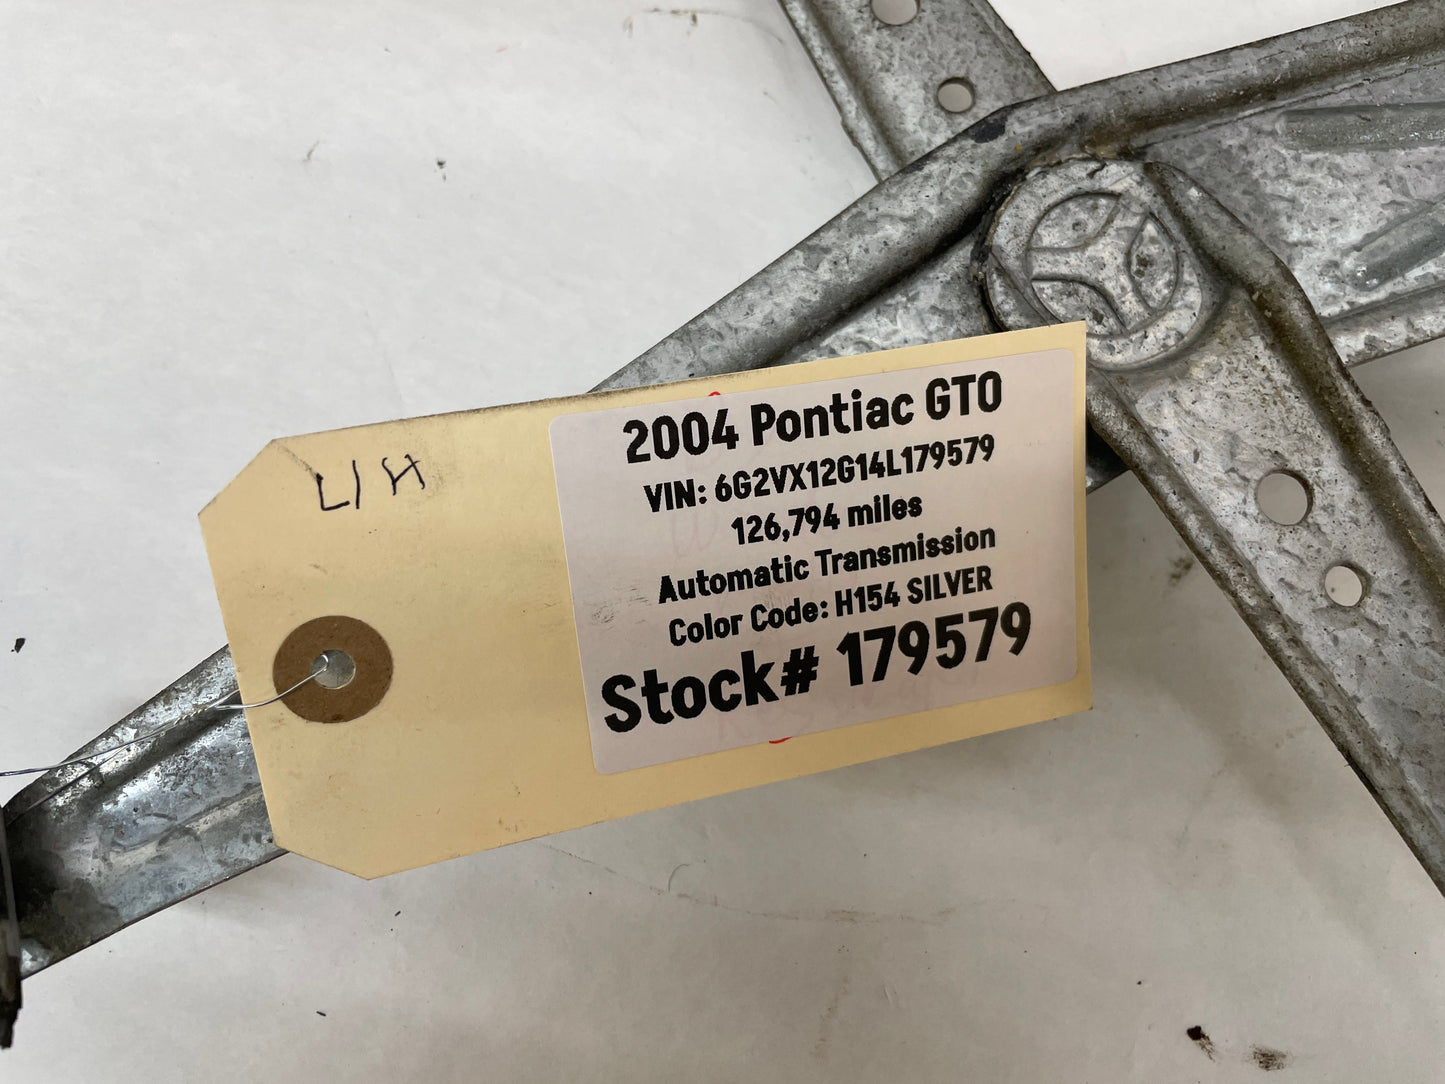 L/H
2004 Pontiac GTO
VIN: 6G2VX12G14L179579
126,794 miles
Automatic Transmission
Color Code: H154 SILVER
Stock# 179579